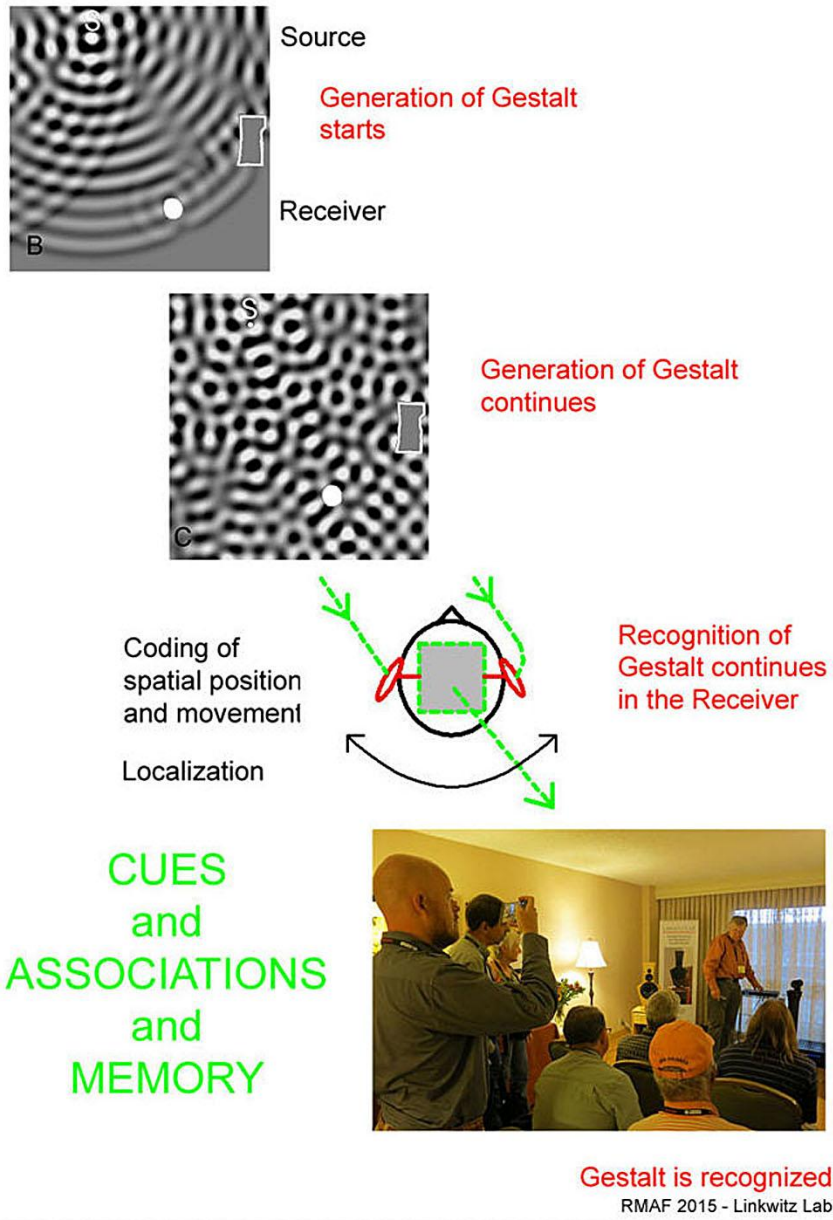 S
Source
Generation of Gestalt
starts
Receiver
B
S
Generation of Gestalt
continues
C
Coding of
spatial position
and movement
Recognition of
Gestalt continues
in the Receiver
Localization
CUES
and
ASSOCIATIONS
and
MEMORY
Gestalt is recognized
RMAF 2015 - Linkwitz Lab